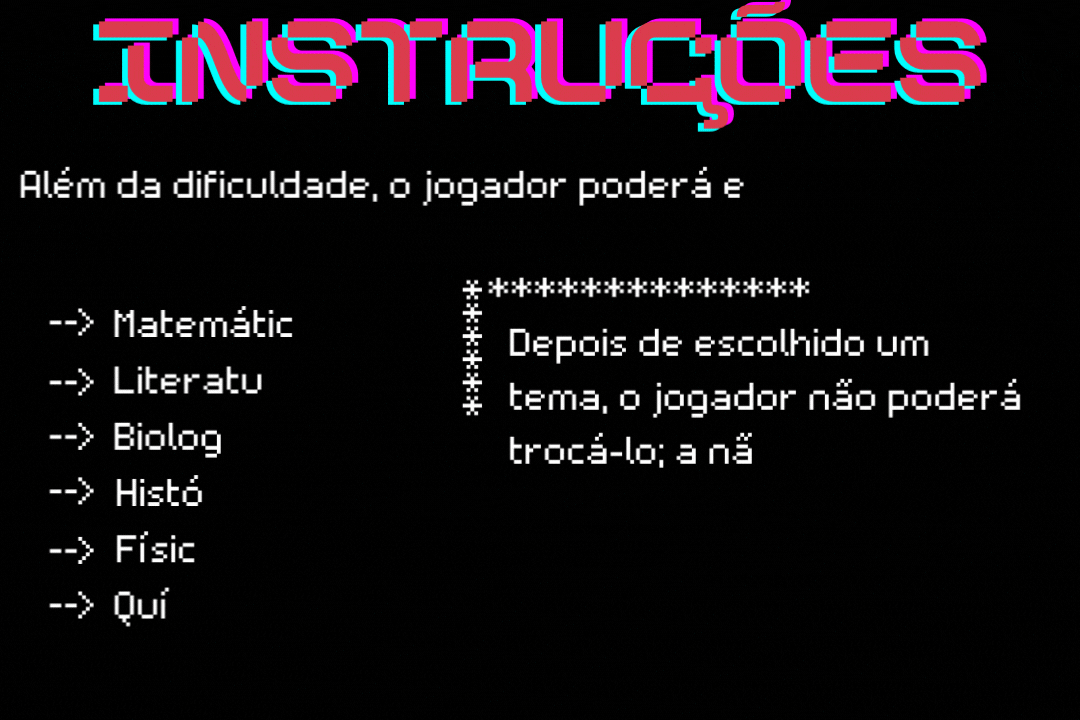 INSTRUÇÕES
Além da dificuldade, o jogador poderá e
--> Matemátic
--> Literatu
--> Biolog
--> Histó
--> Físic
--> Quí
***************
*
*
*
*
*
Depois de escolhido um
tema, o jogador não poderá
trocá-lo; a nã